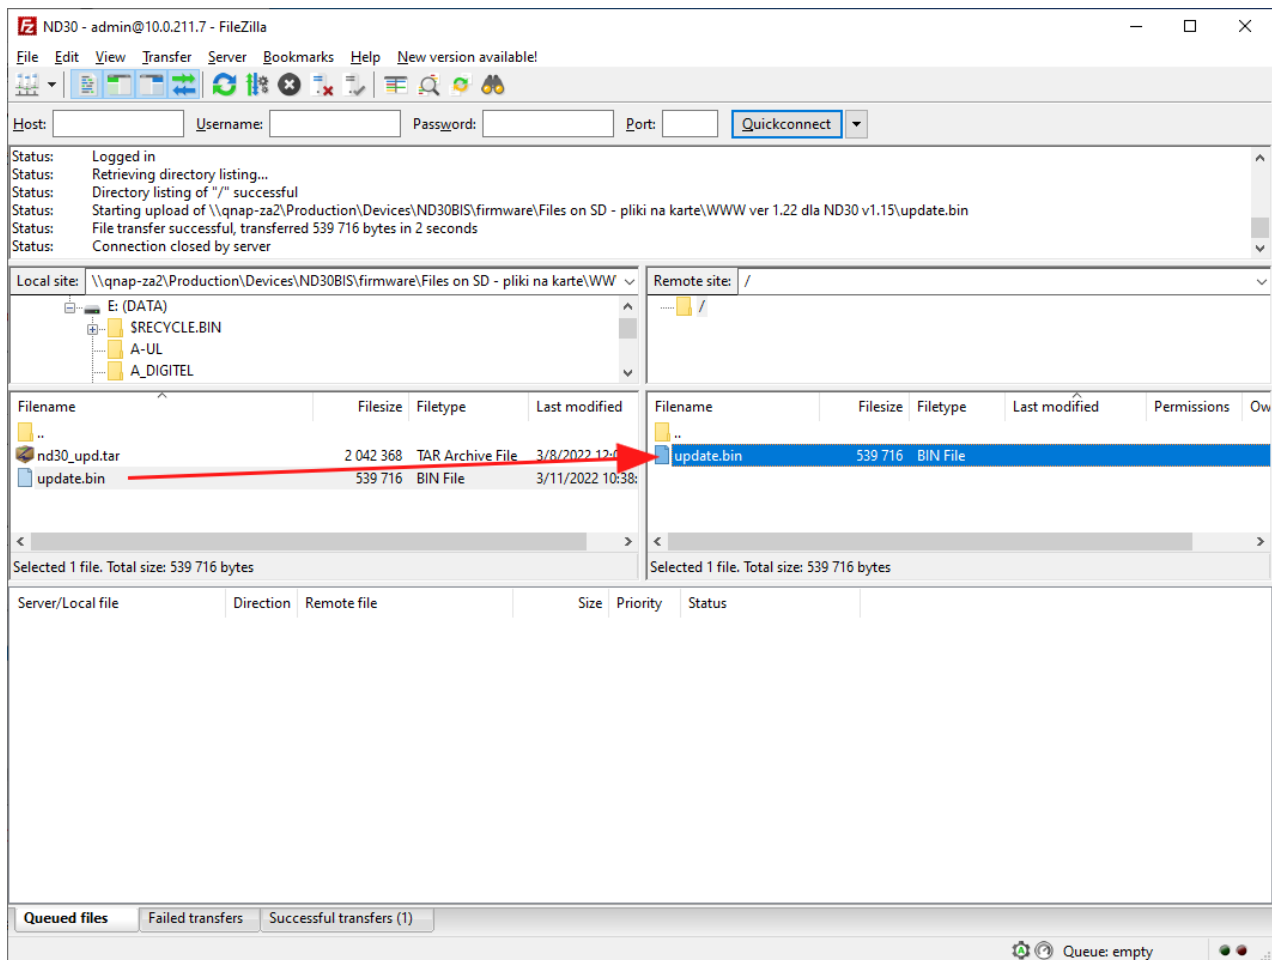 ND30 - admin@10.0.211.7 - FileZilla
File Edit View Transfer Server Bookmarks Help New version available!
Host: Username: Password: Port: Quickconnect
Status: Logged in
Status: Retrieving directory listing...
Status: Directory listing of "/" successful
Status: Starting upload of \\qnap-za2\Production\Devices\ND30BIS\firmware\Files on SD - pliki na karte\WWW ver 1.22 dla ND30 v1.15\update.bin
Status: File transfer successful, transferred 539 716 bytes in 2 seconds
Status: Connection closed by server
Local site: \\qnap-za2\Production\Devices\ND30BIS\firmware\Files on SD - pliki na karte\WW
E: (DATA)
$RECYCLE.BIN
A-UL
A_DIGITEL
Remote site: /
/
Filename Filesize Filetype Last modified
..
nd30_upd.tar 2 042 368 TAR Archive File 3/8/2022 12:0
update.bin 539 716 BIN File 3/11/2022 10:38:
Selected 1 file. Total size: 539 716 bytes
Filename Filesize Filetype Last modified Permissions Ow
..
update.bin 539 716 BIN File
Selected 1 file. Total size: 539 716 bytes
Server/Local file Direction Remote file Size Priority Status
Queued files Failed transfers Successful transfers (1)
Queue: empty